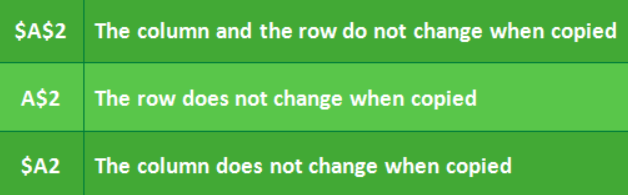 $A$2 The column and the row do not change when copied
A$2 The row does not change when copied
$A2 The column does not change when copied